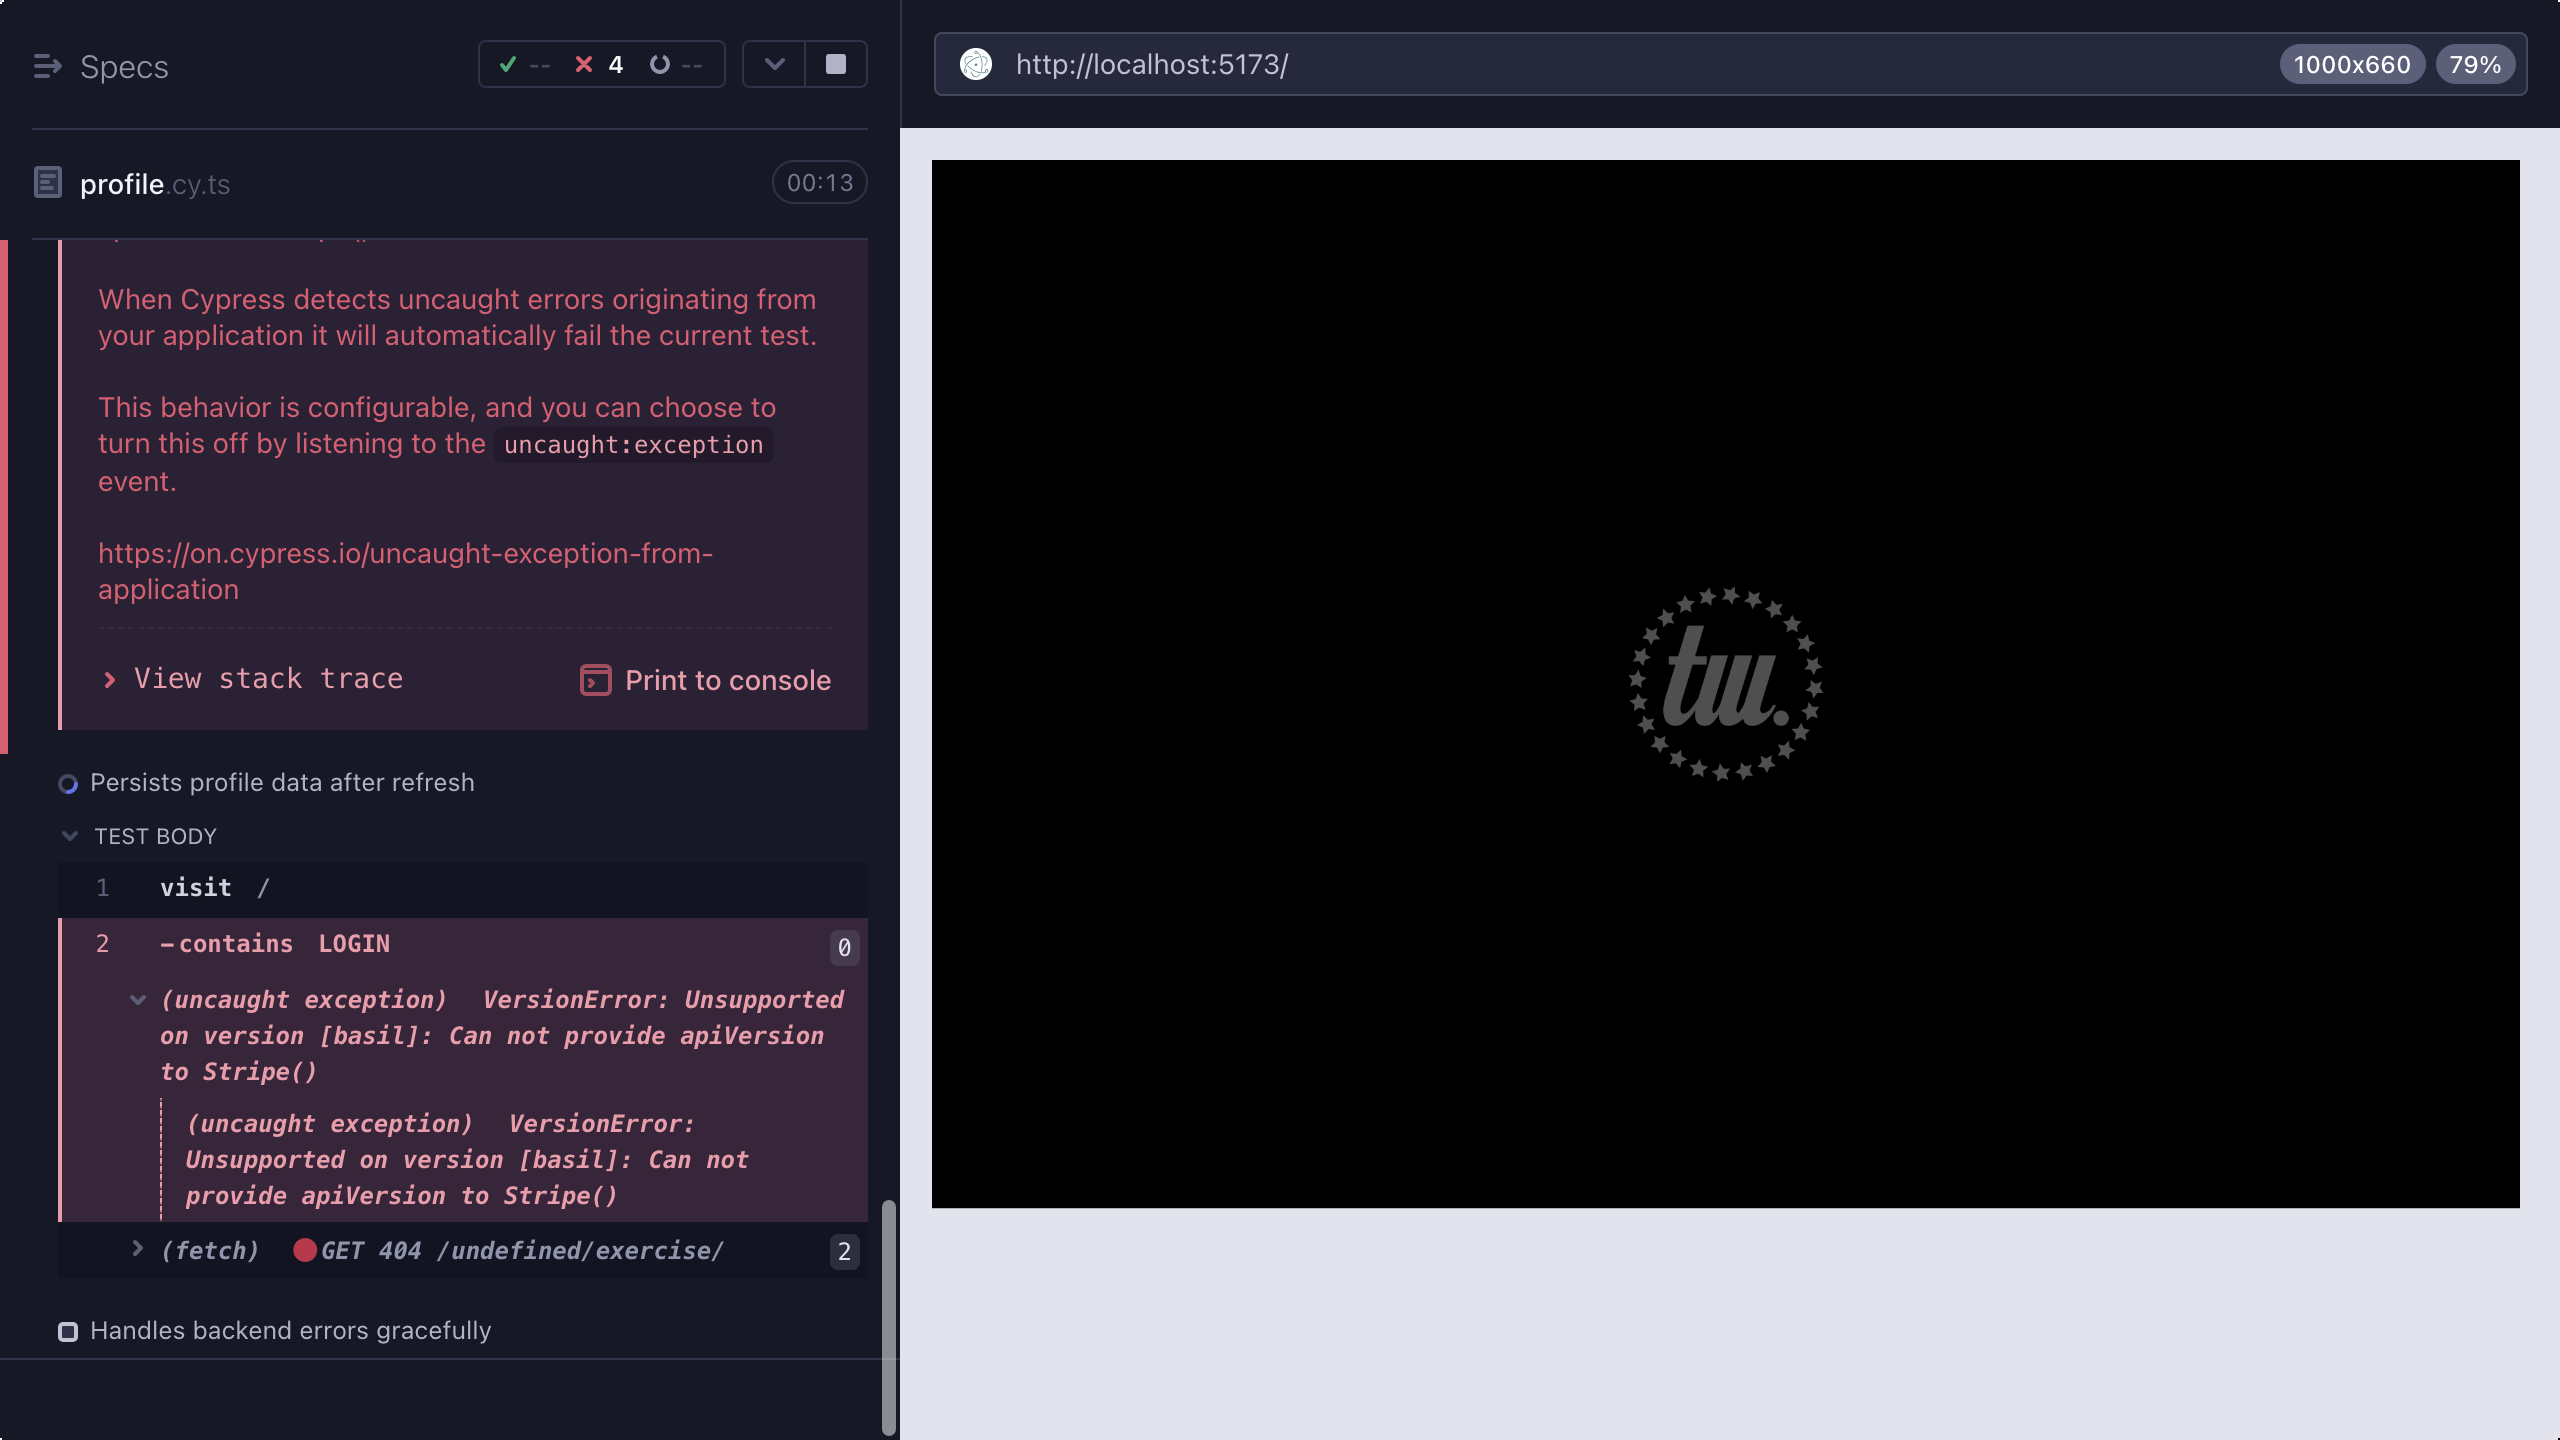 Specs
-- 4 --
profile.cy.ts
00:13
When Cypress detects uncaught errors originating from
your application it will automatically fail the current test.
This behavior is configurable, and you can choose to
turn this off by listening to the uncaught:exception
event.
https://on.cypress.io/uncaught-exception-from-
application
View stack trace
Print to console
Persists profile data after refresh
TEST BODY
1 visit /
2 -contains LOGIN 0
(uncaught exception) VersionError: Unsupported
on version [basil]: Can not provide apiVersion
to Stripe()
(uncaught exception) VersionError:
Unsupported on version [basil]: Can not
provide apiVersion to Stripe()
(fetch) GET 404 /undefined/exercise/ 2
Handles backend errors gracefully
http://localhost:5173/
1000x660
79%
tw.